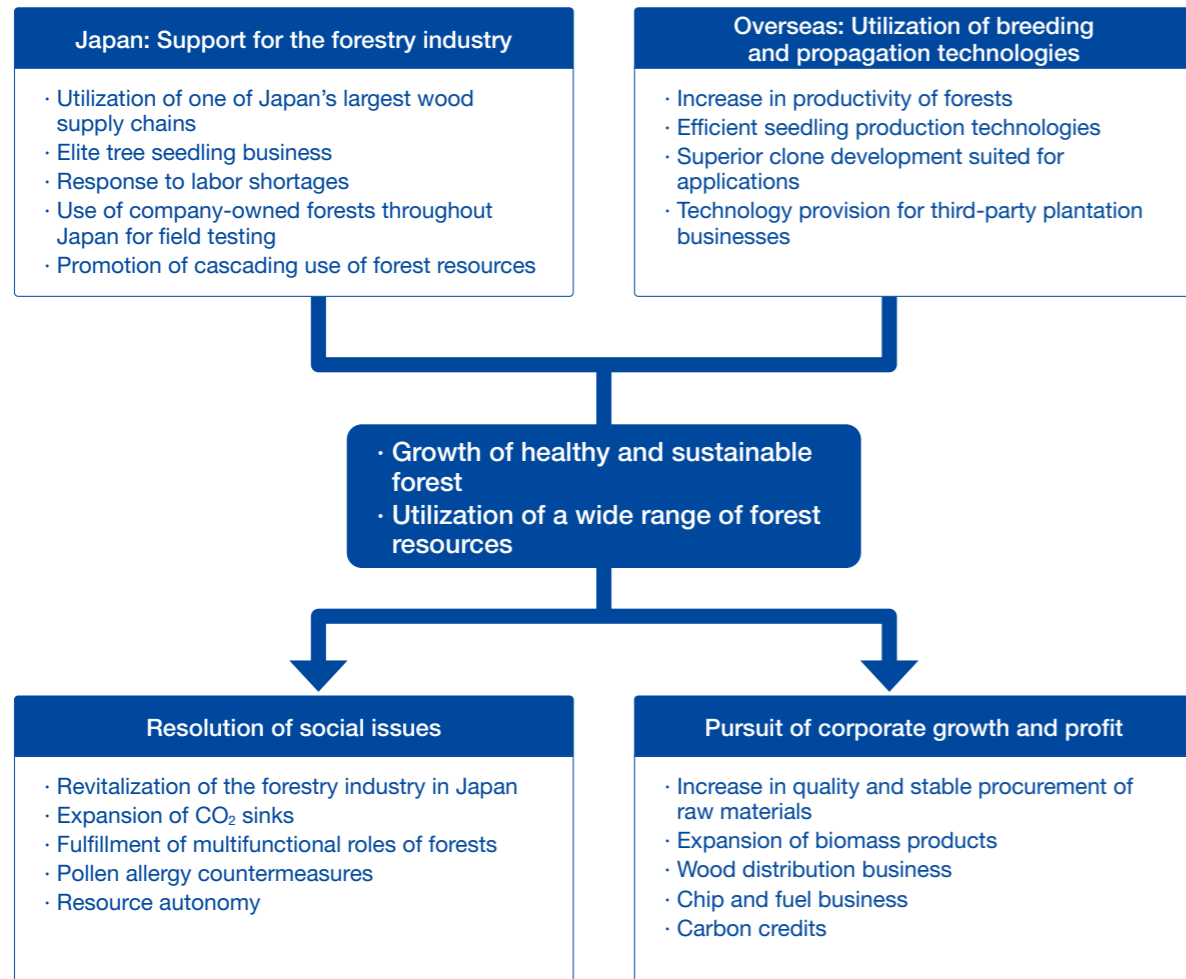 Japan: Support for the forestry industry
· Utilization of one of Japan's largest wood
supply chains
· Elite tree seedling business
· Response to labor shortages
· Use of company-owned forests throughout
Japan for field testing
· Promotion of cascading use of forest resources
Overseas: Utilization of breeding
and propagation technologies
· Increase in productivity of forests
· Efficient seedling production technologies
· Superior clone development suited for
applications
· Technology provision for third-party plantation
businesses
· Growth of healthy and sustainable
forest
· Utilization of a wide range of forest
resources
Resolution of social issues
· Revitalization of the forestry industry in Japan
· Expansion of CO₂ sinks
· Fulfillment of multifunctional roles of forests
· Pollen allergy countermeasures
· Resource autonomy
Pursuit of corporate growth and profit
· Increase in quality and stable procurement of
raw materials
· Expansion of biomass products
· Wood distribution business
· Chip and fuel business
· Carbon credits